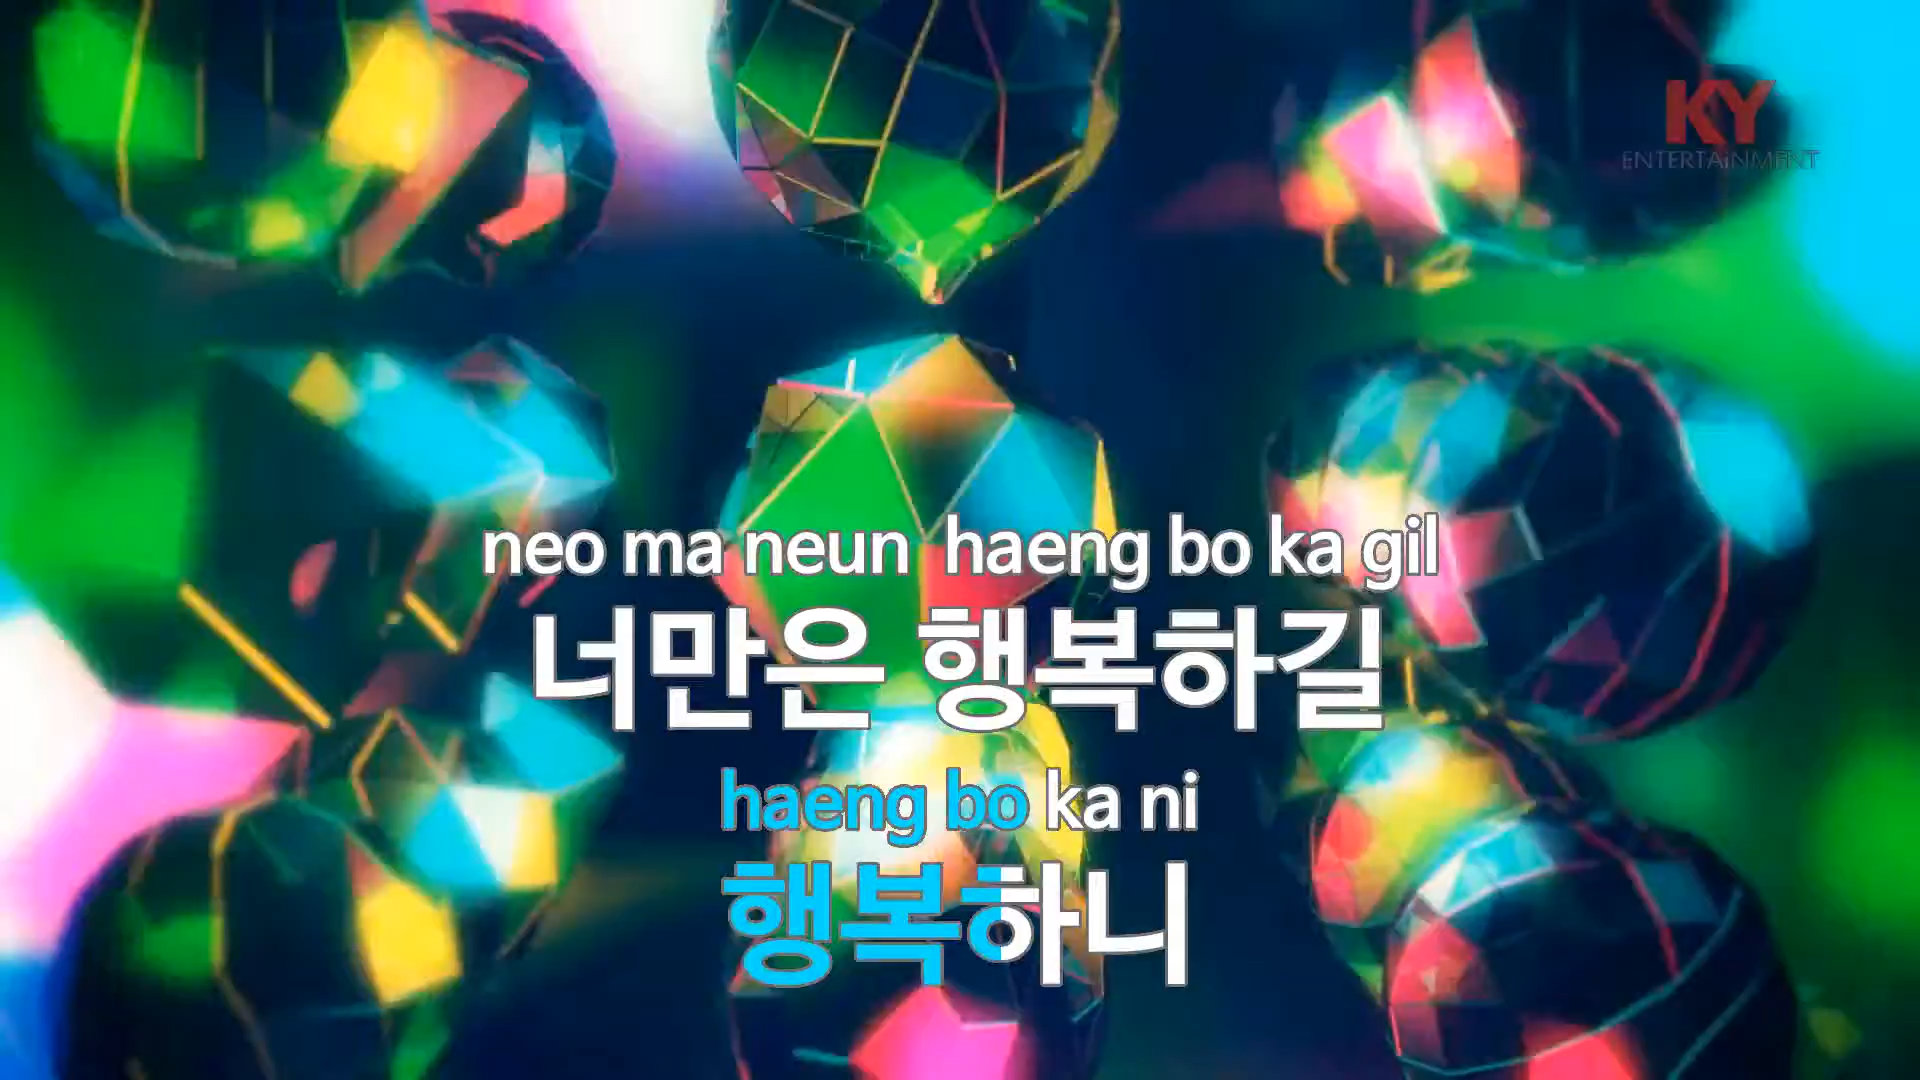 KY
ENTERTAINMENT
neo ma neun haeng bo ka gil
너만은 행복하길
haeng bo ka ni
행복하니